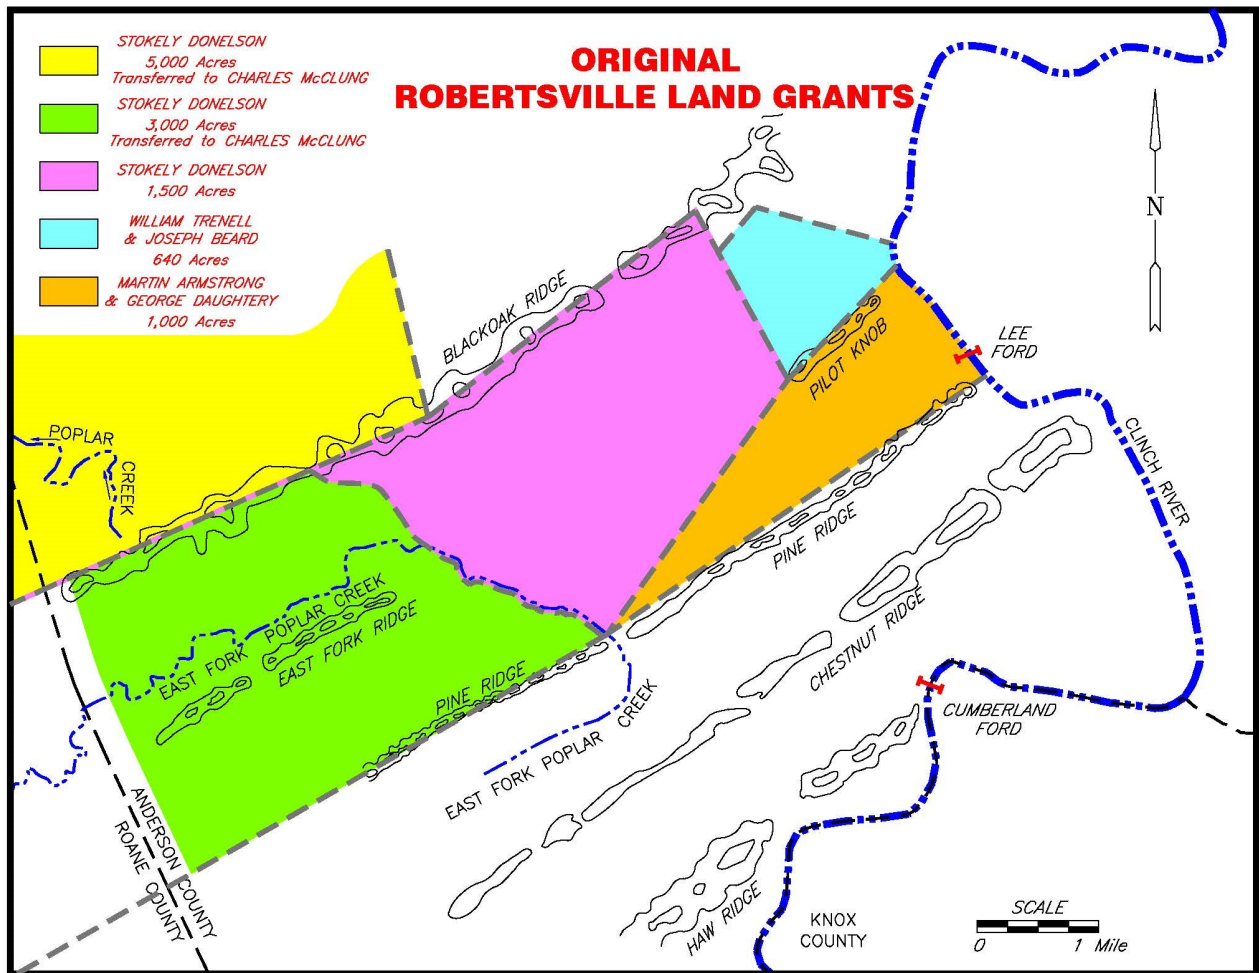 ORIGINAL
ROBERTSVILLE LAND GRANTS
STOKELY DONELSON
5,000 Acres
Transferred to CHARLES McCLUNG
STOKELY DONELSON
3,000 Acres
Transferred to CHARLES McCLUNG
STOKELY DONELSON
1,500 Acres
WILLIAM TRENELL
& JOSEPH BEARD
640 Acres
MARTIN ARMSTRONG
& GEORGE DAUGHTERY
1,000 Acres
N
BLACKOAK RIDGE
PILOT KNOB
LEE
FORD
POPLAR
CREEK
CLINCH RIVER
PINE RIDGE
EAST FORK POPLAR CREEK
EAST FORK RIDGE
CHESTNUT RIDGE
PINE RIDGE
CUMBERLAND
FORD
EAST FORK POPLAR CREEK
ANDERSON COUNTY
ROANE COUNTY
HAW RIDGE
KNOX
COUNTY
SCALE
0 1 Mile